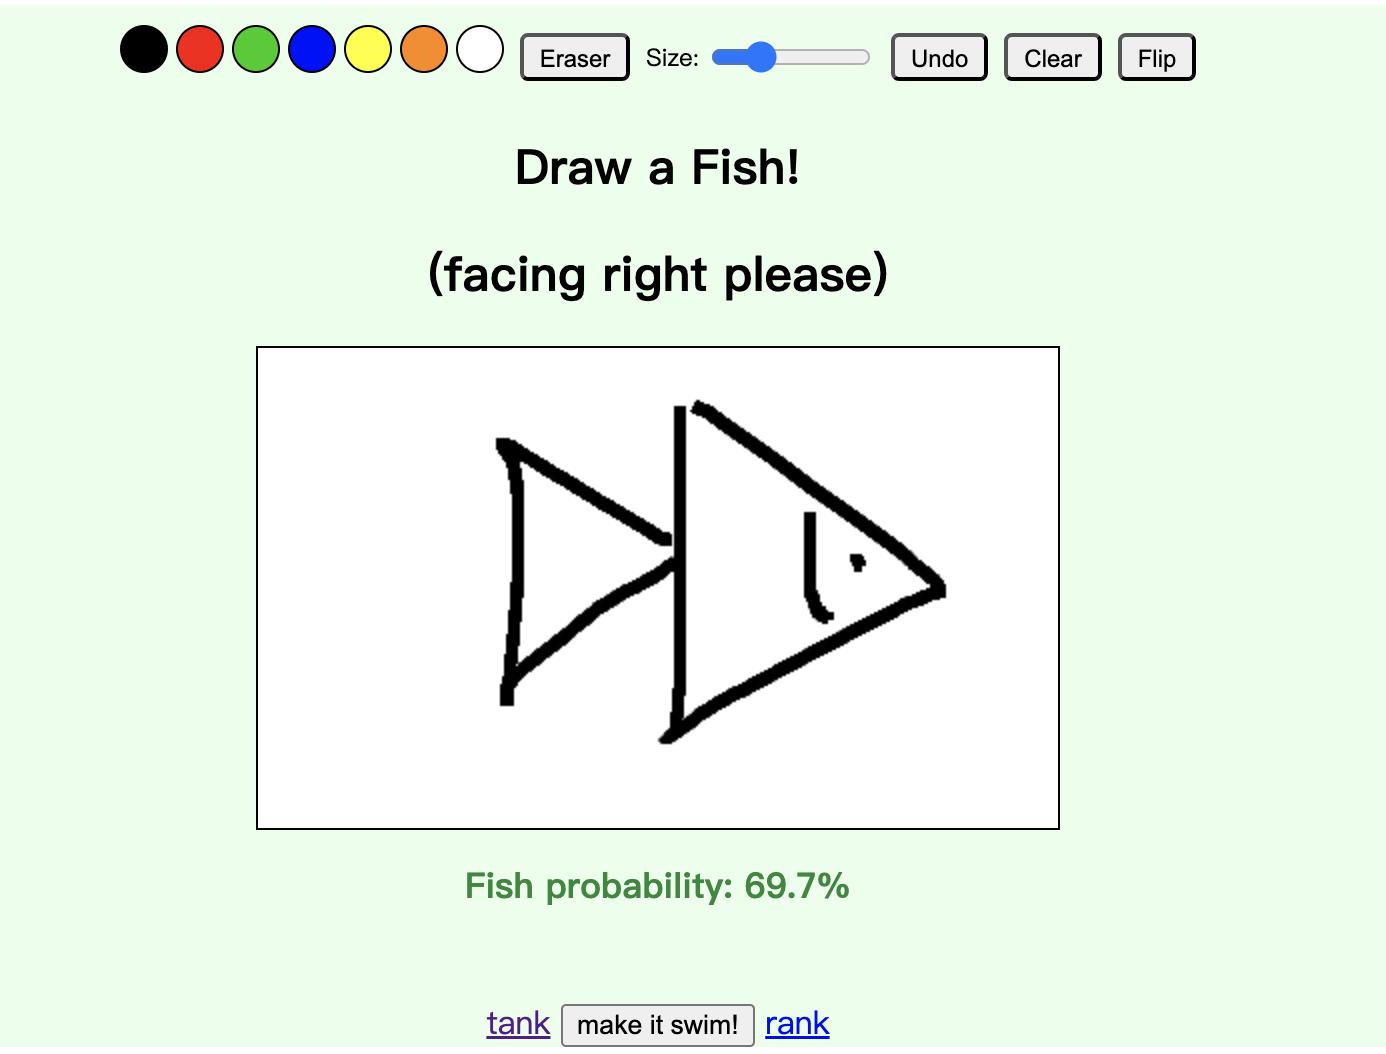 Eraser Size: Undo Clear Flip
Draw a Fish!
(facing right please)
Fish probability: 69.7%
tank make it swim! rank